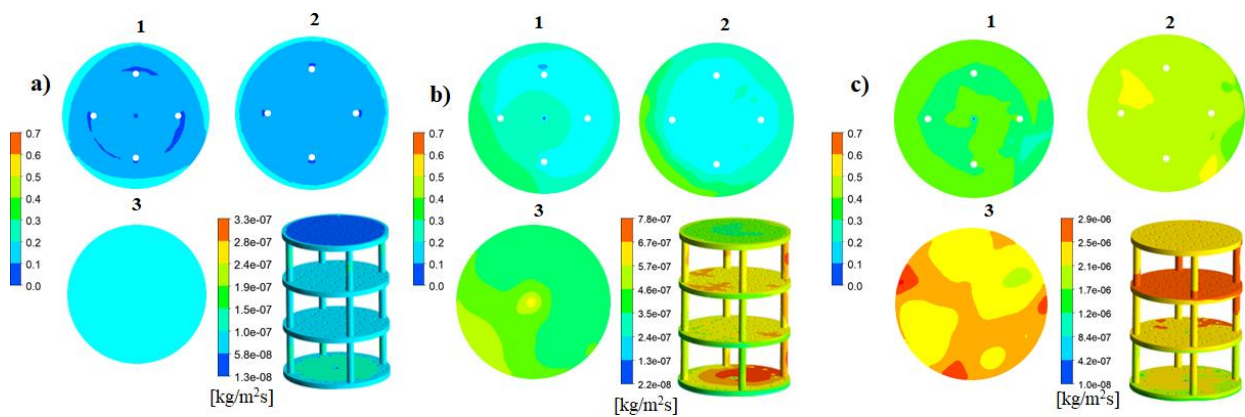 a)
1
2
0.7
0.6
0.5
0.4
0.3
0.2
0.1
0.0
3
3.3e-07
2.8e-07
2.4e-07
1.9e-07
1.5e-07
1.0e-07
5.8e-08
1.3e-08
[kg/m²s]
b)
1
2
0.7
0.6
0.5
0.4
0.3
0.2
0.1
0.0
3
7.8e-07
6.7e-07
5.7e-07
4.6e-07
3.5e-07
2.4e-07
1.3e-07
2.2e-08
[kg/m²s]
c)
1
2
0.7
0.6
0.5
0.4
0.3
0.2
0.1
0.0
3
2.9e-06
2.5e-06
2.1e-06
1.7e-06
1.2e-06
8.4e-07
4.2e-07
1.0e-08
[kg/m²s]